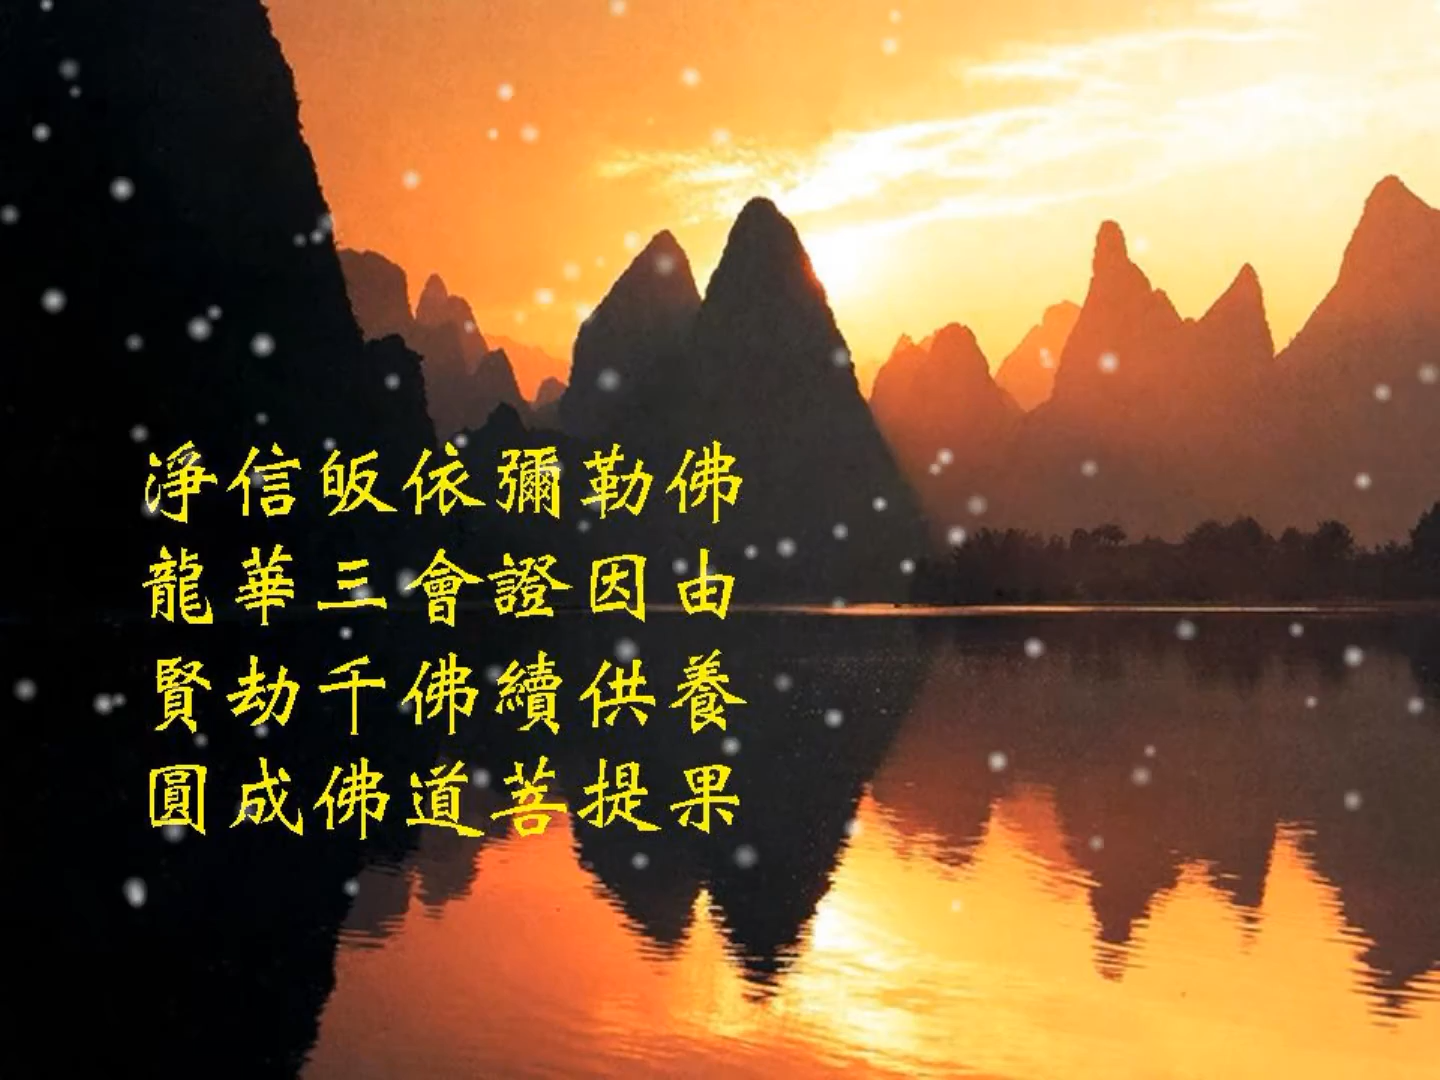 淨信皈依彌勒佛
龍華三會證因由
賢劫千佛續供養
圓成佛道菩提果